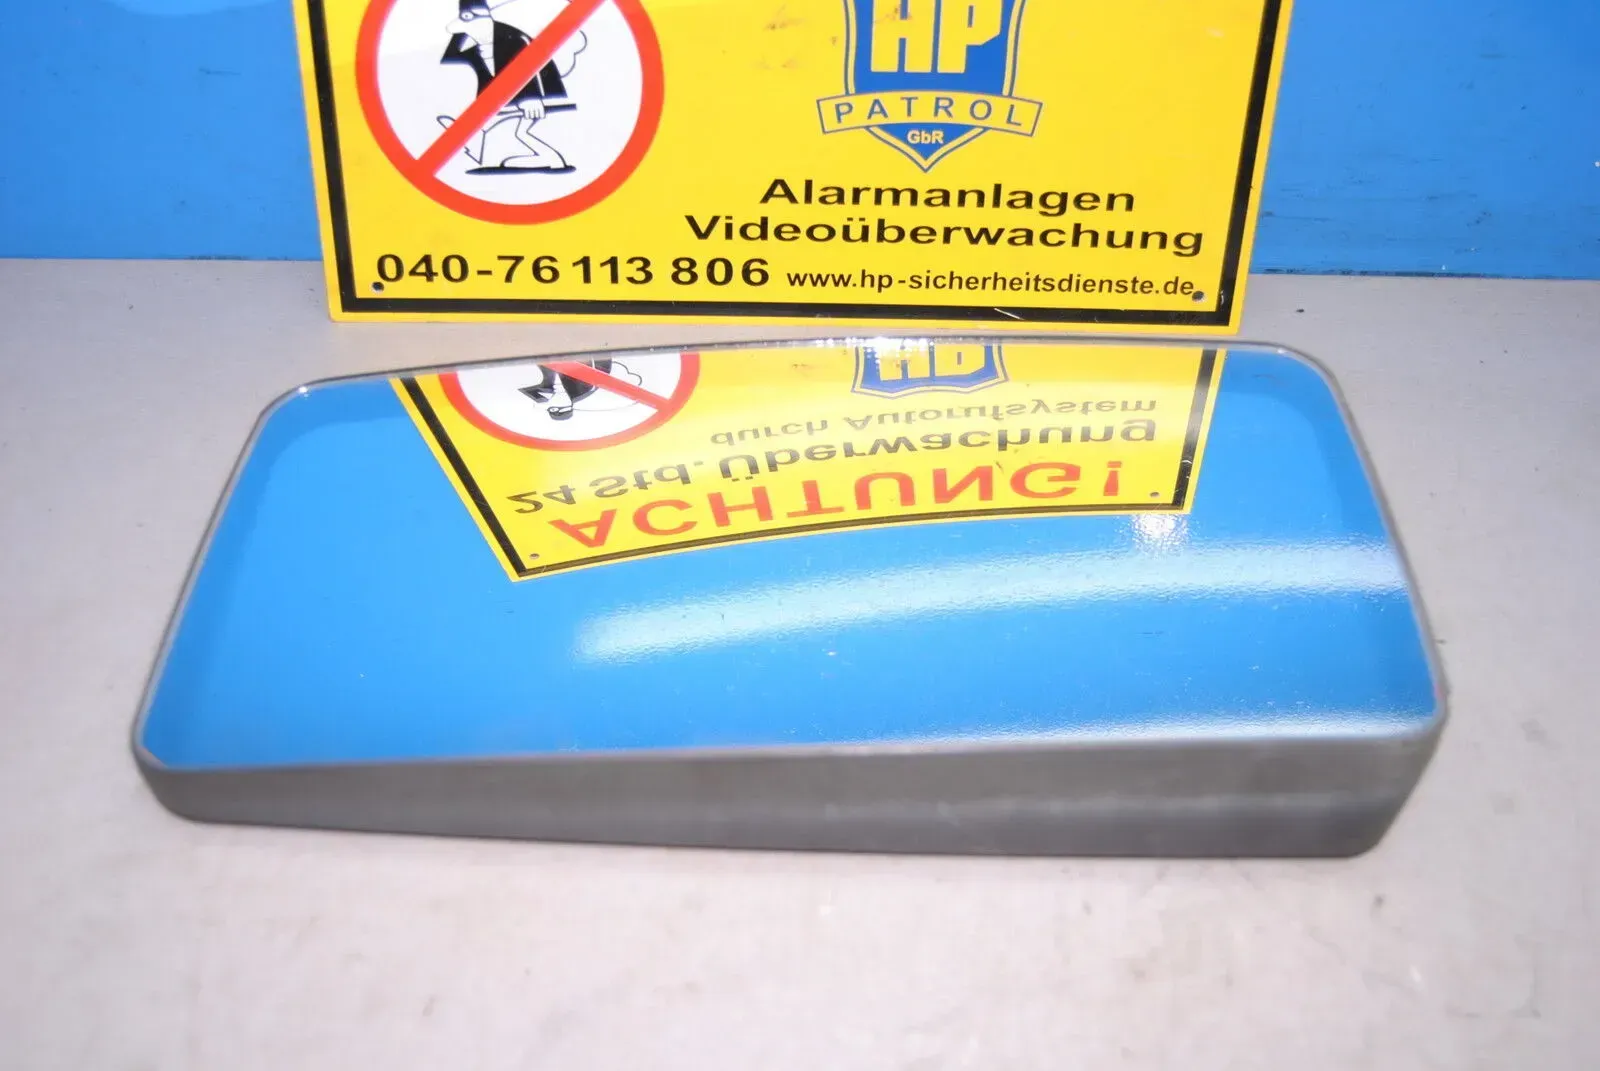 HP
PATROL
GbR
Alarmanlagen
Videoüberwachung
040-76 113 806 www.hp-sicherheitsdienste.de
HP
durch Autorufsystem
24 Std. Überwachung
ACHTUNG!